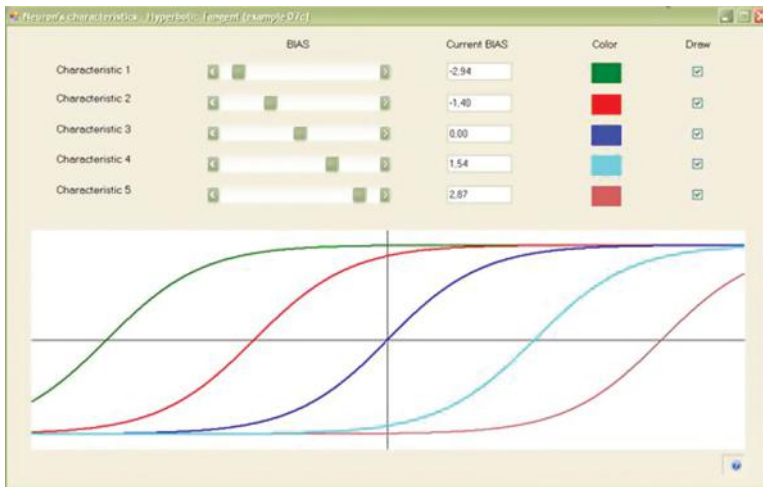 Neuron's characteristics : Hyperbolic Tangent (example 07c)
BIAS Current BIAS Color Draw
Characteristic 1 -2,94
Characteristic 2 -1,40
Characteristic 3 0,00
Characteristic 4 1,54
Characteristic 5 2,87